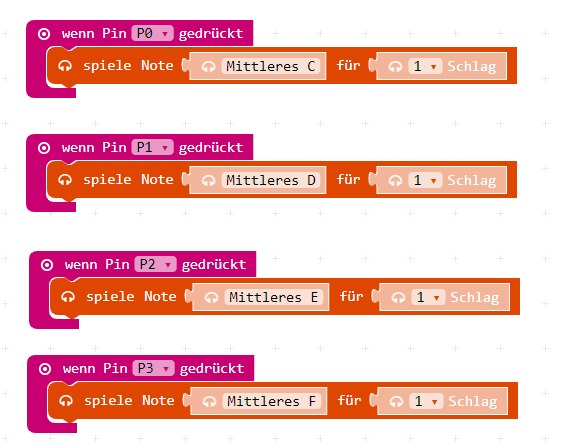 wenn Pin P0 gedrückt
spiele Note Mittleres C für 1 Schlag
wenn Pin P1 gedrückt
spiele Note Mittleres D für 1 Schlag
wenn Pin P2 gedrückt
spiele Note Mittleres E für 1 Schlag
wenn Pin P3 gedrückt
spiele Note Mittleres F für 1 Schlag